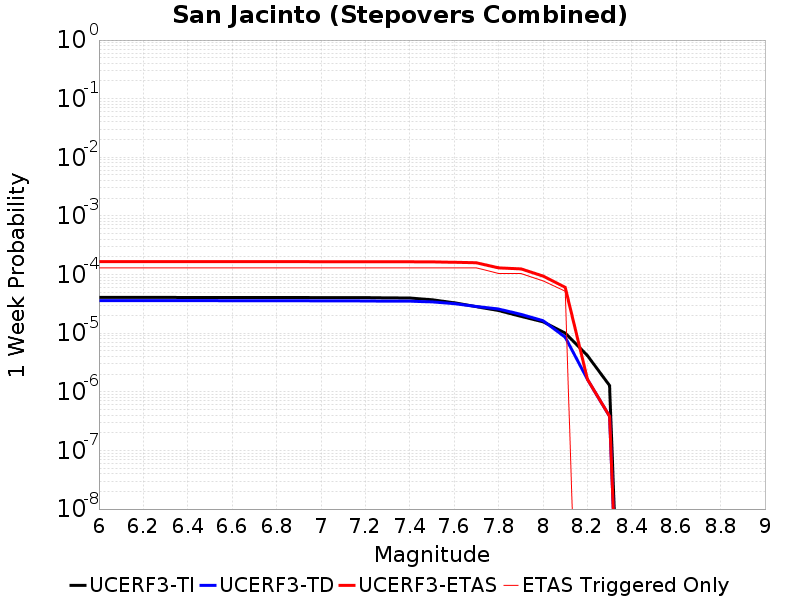 San Jacinto (Stepovers Combined)
1 Week Probability
10^0
10^-1
10^-2
10^-3
10^-4
10^-5
10^-6
10^-7
10^-8
6 6.2 6.4 6.6 6.8 7 7.2 7.4 7.6 7.8 8 8.2 8.4 8.6 8.8 9
Magnitude
UCERF3-TI UCERF3-TD UCERF3-ETAS ETAS Triggered Only